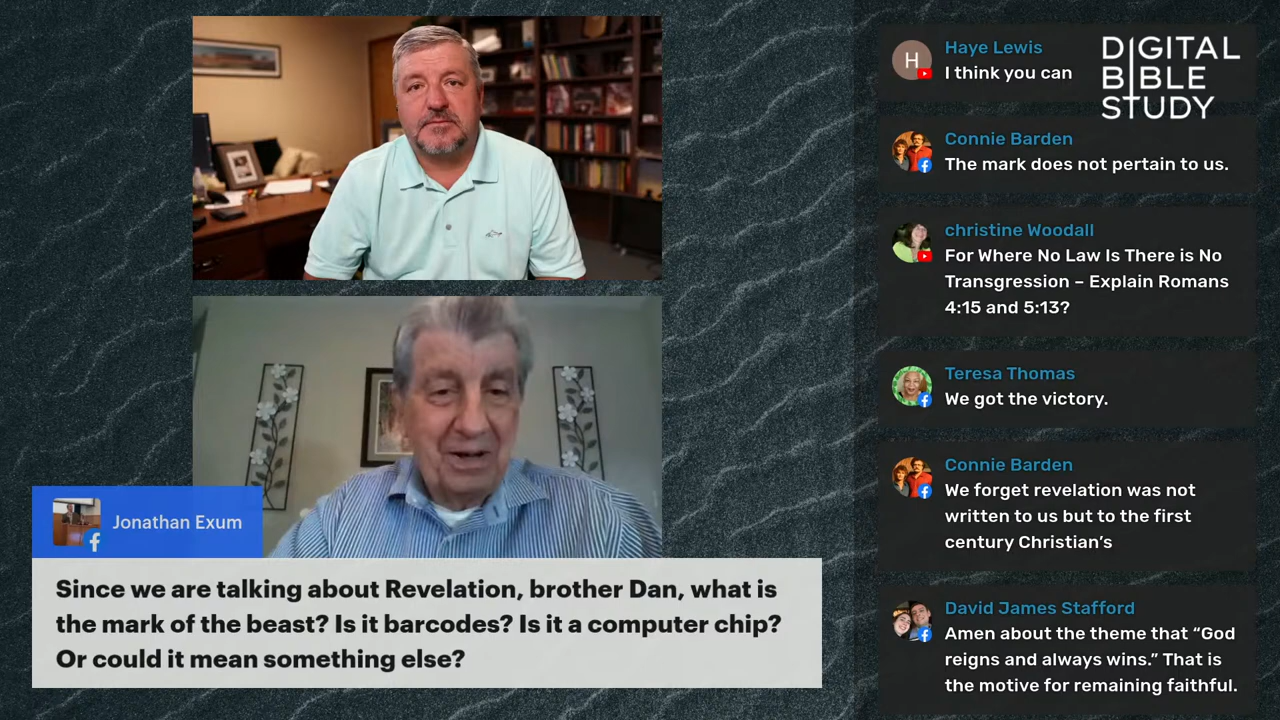 Haye Lewis
I think you can
DIGITAL
BIBLE
STUDY
Connie Barden
The mark does not pertain to us.
christine Woodall
For Where No Law Is There is No
Transgression – Explain Romans
4:15 and 5:13?
Teresa Thomas
We got the victory.
Connie Barden
We forget revelation was not
written to us but to the first
century Christian's
David James Stafford
Amen about the theme that “God
reigns and always wins.” That is
the motive for remaining faithful.
H
Jonathan Exum
Since we are talking about Revelation, brother Dan, what is
the mark of the beast? Is it barcodes? Is it a computer chip?
Or could it mean something else?